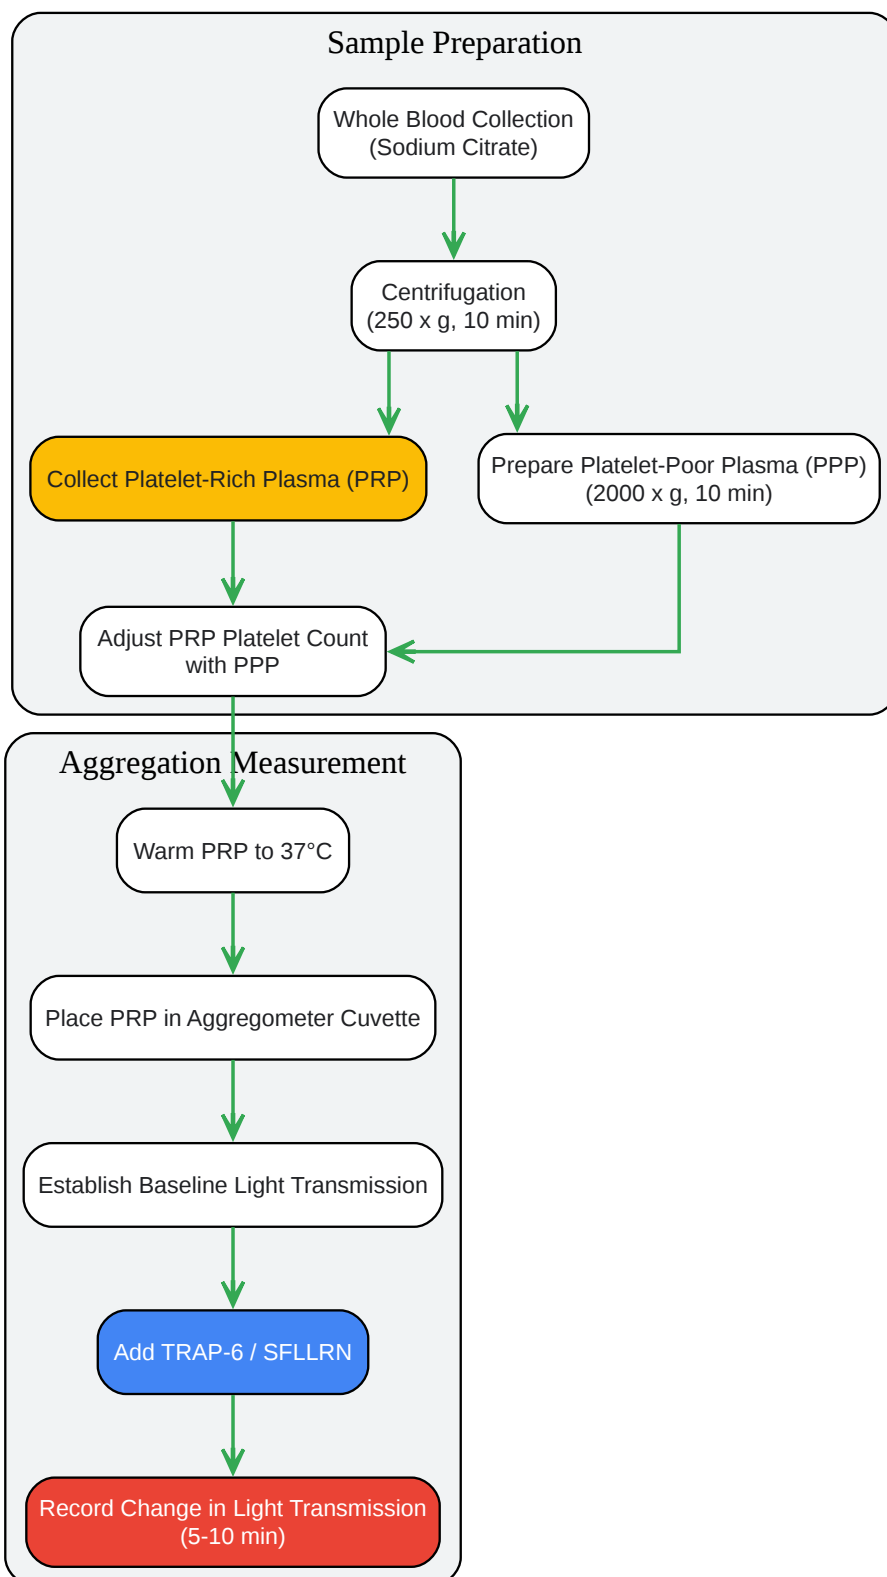 Sample Preparation
Whole Blood Collection
(Sodium Citrate)
Centrifugation
(250 x g, 10 min)
Collect Platelet-Rich Plasma (PRP)
Prepare Platelet-Poor Plasma (PPP)
(2000 x g, 10 min)
Adjust PRP Platelet Count
with PPP
Aggregation Measurement
Warm PRP to 37°C
Place PRP in Aggregometer Cuvette
Establish Baseline Light Transmission
Add TRAP-6 / SFLLRN
Record Change in Light Transmission
(5-10 min)